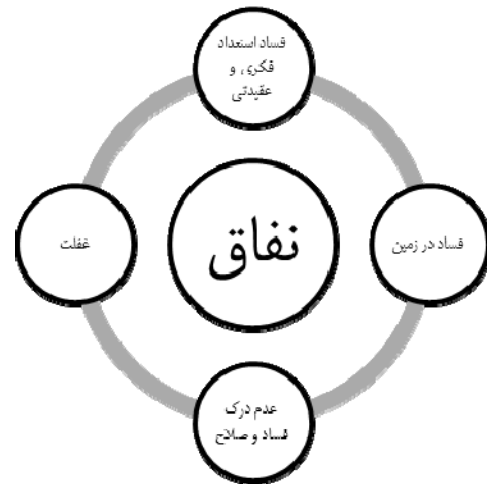 فساد استعداد
فکری و
عقیدتی
فساد در زمین
نفاق
غفلت
عدم درک
فساد و صلاح